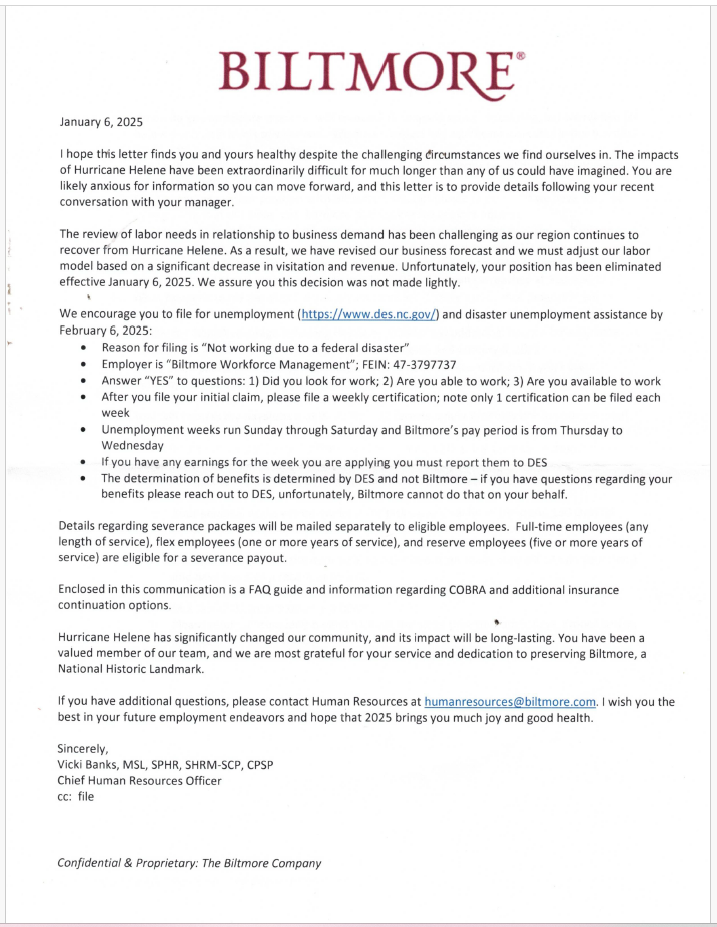 BILTMORE®
January 6, 2025
I hope this letter finds you and yours healthy despite the challenging circumstances we find ourselves in. The impacts
of Hurricane Helene have been extraordinarily difficult for much longer than any of us could have imagined. You are
likely anxious for information so you can move forward, and this letter is to provide details following your recent
conversation with your manager.
The review of labor needs in relationship to business demand has been challenging as our region continues to
recover from Hurricane Helene. As a result, we have revised our business forecast and we must adjust our labor
model based on a significant decrease in visitation and revenue. Unfortunately, your position has been eliminated
effective January 6, 2025. We assure you this decision was not made lightly.
We encourage you to file for unemployment (https://www.des.nc.gov/) and disaster unemployment assistance by
February 6, 2025:
• Reason for filing is “Not working due to a federal disaster”
• Employer is “Biltmore Workforce Management”; FEIN: 47-3797737
• Answer “YES” to questions: 1) Did you look for work; 2) Are you able to work; 3) Are you available to work
• After you file your initial claim, please file a weekly certification; note only 1 certification can be filed each
week
• Unemployment weeks run Sunday through Saturday and Biltmore’s pay period is from Thursday to
Wednesday
• If you have any earnings for the week you are applying you must report them to DES
• The determination of benefits is determined by DES and not Biltmore – if you have questions regarding your
benefits please reach out to DES, unfortunately, Biltmore cannot do that on your behalf.
Details regarding severance packages will be mailed separately to eligible employees. Full-time employees (any
length of service), flex employees (one or more years of service), and reserve employees (five or more years of
service) are eligible for a severance payout.
Enclosed in this communication is a FAQ guide and information regarding COBRA and additional insurance
continuation options.
Hurricane Helene has significantly changed our community, and its impact will be long-lasting. You have been a
valued member of our team, and we are most grateful for your service and dedication to preserving Biltmore, a
National Historic Landmark.
If you have additional questions, please contact Human Resources at humanresources@biltmore.com. I wish you the
best in your future employment endeavors and hope that 2025 brings you much joy and good health.
Sincerely,
Vicki Banks, MSL, SPHR, SHRM-SCP, CPSP
Chief Human Resources Officer
cc: file
Confidential & Proprietary: The Biltmore Company